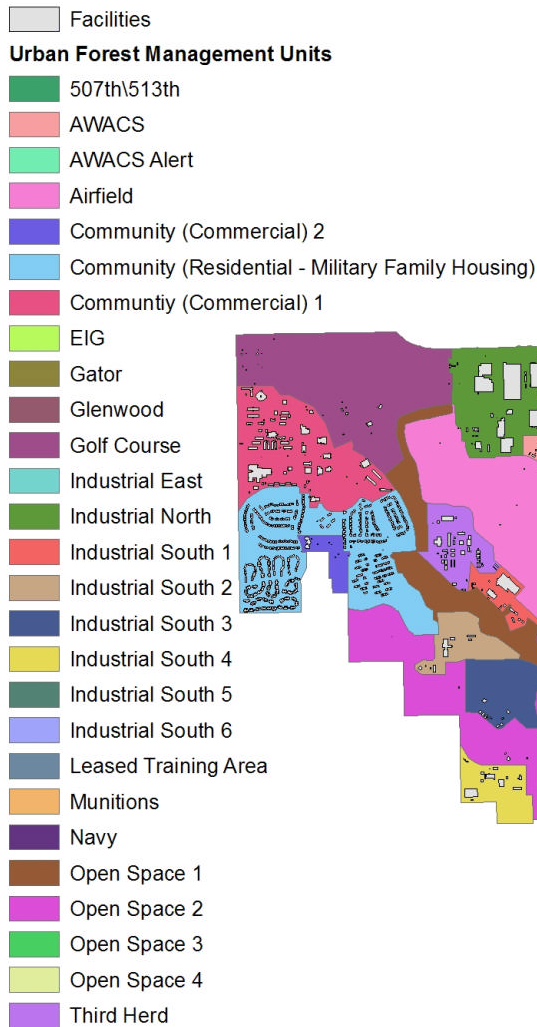 Facilities
Urban Forest Management Units
507th\513th
AWACS
AWACS Alert
Airfield
Community (Commercial) 2
Community (Residential - Military Family Housing)
Communtiy (Commercial) 1
EIG
Gator
Glenwood
Golf Course
Industrial East
Industrial North
Industrial South 1
Industrial South 2
Industrial South 3
Industrial South 4
Industrial South 5
Industrial South 6
Leased Training Area
Munitions
Navy
Open Space 1
Open Space 2
Open Space 3
Open Space 4
Third Herd